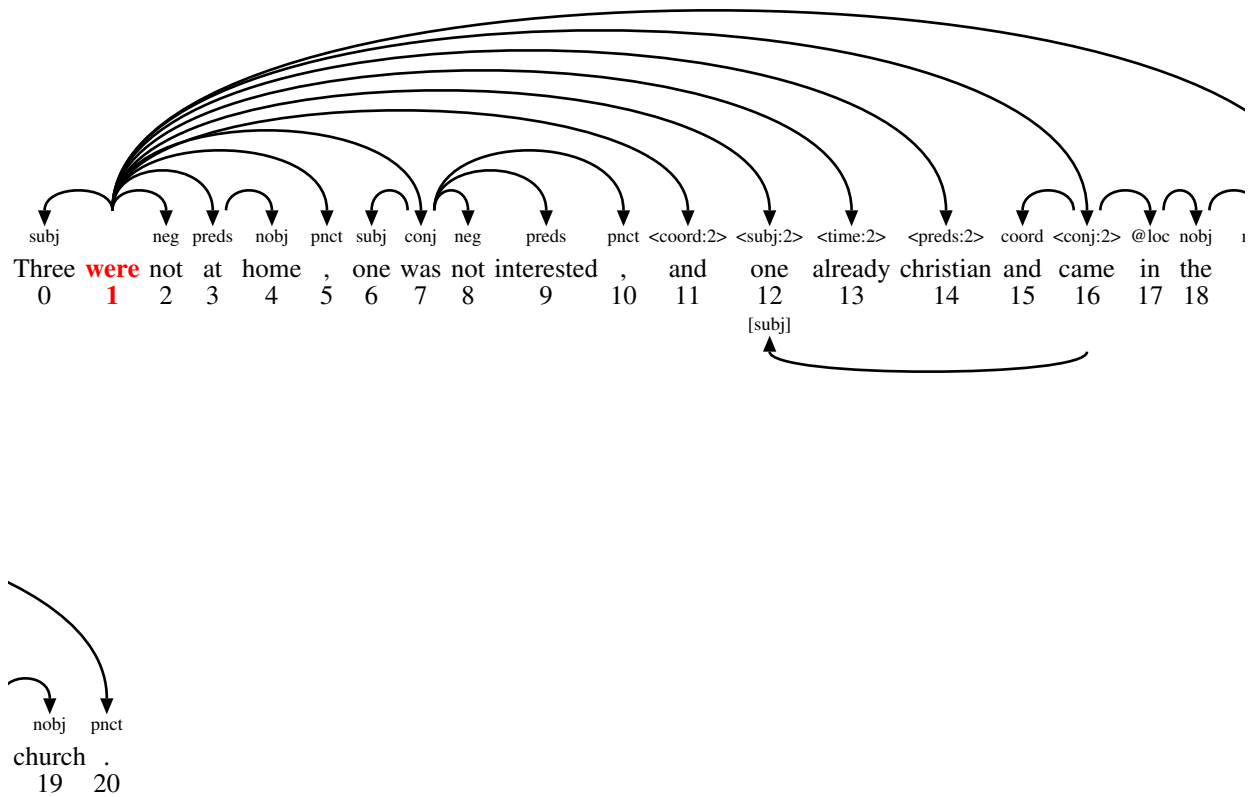 subj neg preds nobj pnct subj conj neg preds pnct <coord:2> <subj:2> <time:2> <preds:2> coord <conj:2> @loc nobj
Three were not at home , one was not interested , and one already christian and came in the
0 1 2 3 4 5 6 7 8 9 10 11 12 13 14 15 16 17 18
[subj]
nobj pnct
church .
19 20